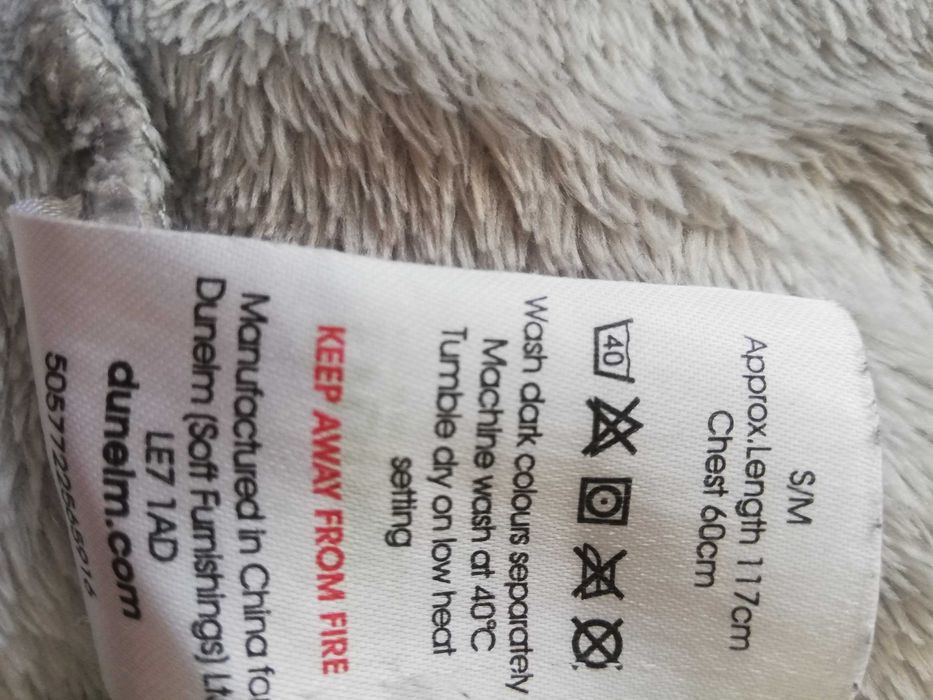 S/M
Approx.Length 117cm
Chest 60cm
40
Wash dark colours separately
Machine wash at 40°C
Tumble dry on low heat
setting
KEEP AWAY FROM FIRE
Manufactured in China for
Dunelm (Soft Furnishings) Lt
LE7 1AD
dunelm.com